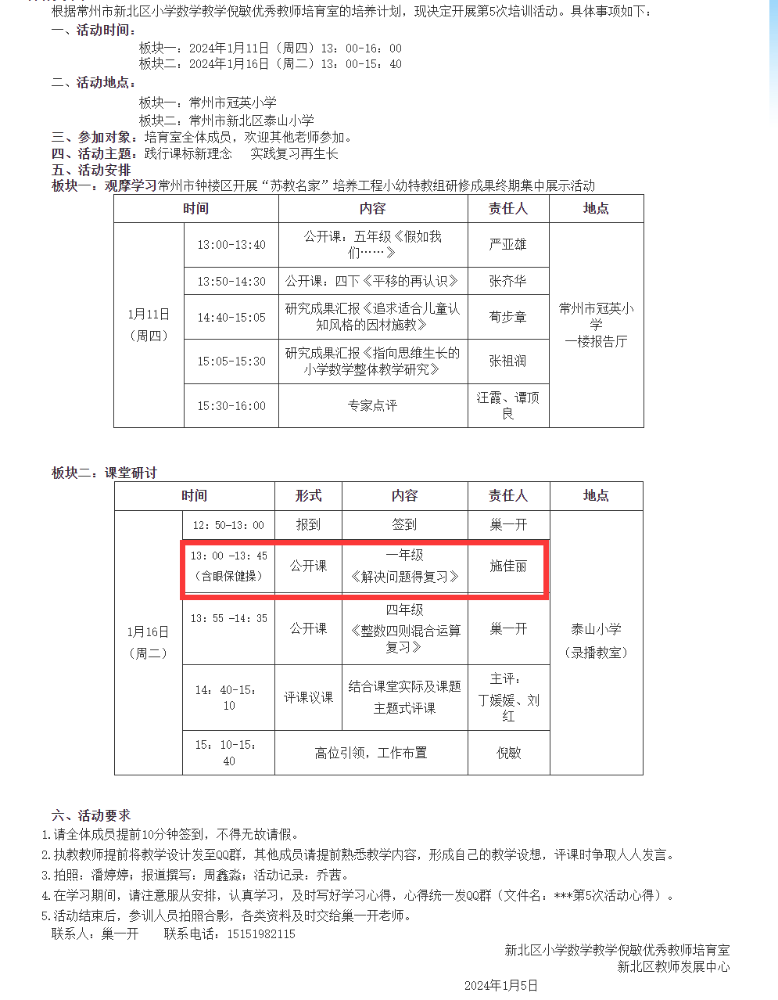 根据常州市新北区小学数学教学倪敏优秀教师培育室的培养计划，现决定开展第5次培训活动。具体事项如下：
一、活动时间：
板块一：2024年1月11日（周四）13：00-16：00
板块二：2024年1月16日（周二）13：00-15：40
二、活动地点：
板块一：常州市冠英小学
板块二：常州市新北区泰山小学
三、参加对象：培育室全体成员，欢迎其他老师参加。
四、活动主题：践行课标新理念 实践复习再生长
五、活动安排
板块一：观摩学习常州市钟楼区开展“苏教名家”培养工程小幼特教组研修成果终期集中展示活动
时间 内容 责任人 地点
1月11日
（周四）
13:00-13:40 公开课：五年级《假如我
们……》 严亚雄
13:50-14:30 公开课：四下《平移的再认识》 张齐华
14:40-15:05 研究成果汇报《追求适合儿童认
知风格的因材施教》 荀步章
15:05-15:30 研究成果汇报《指向思维生长的
小学数学整体教学研究》 张祖润
15:30-16:00 专家点评 汪霞、谭顶
良
常州市冠英小
学
一楼报告厅
板块二：课堂研讨
时间 形式 内容 责任人 地点
1月16日
（周二）
12：50-13：00 报到 签到 巢一开
13：00 -13：45
（含眼保健操） 公开课 一年级
《解决问题得复习》 施佳丽
13：55 -14：35 公开课 四年级
《整数四则混合运算
复习》 巢一开
14：40-15：
10 评课议课 结合课堂实际及课题
主题式评课 主评：
丁媛媛、刘
红
15：10-15：
40 高位引领，工作布置 倪敏
泰山小学
（录播教室）
六、活动要求
1.请全体成员提前10分钟签到，不得无故请假。
2.执教教师提前将教学设计发至QQ群，其他成员请提前熟悉教学内容，形成自己的教学设想，评课时争取人人发言。
3.拍照：潘婷婷；报道撰写：周鑫淼；活动记录：乔茜。
4.在学习期间，请注意服从安排，认真学习，及时写好学习心得，心得统一发QQ群（文件名：***第5次活动心得）。
5.活动结束后，参训人员拍照合影，各类资料及时交给巢一开老师。
联系人：巢一开 联系电话：15151982115
新北区小学数学教学倪敏优秀教师培育室
新北区教师发展中心
2024年1月5日